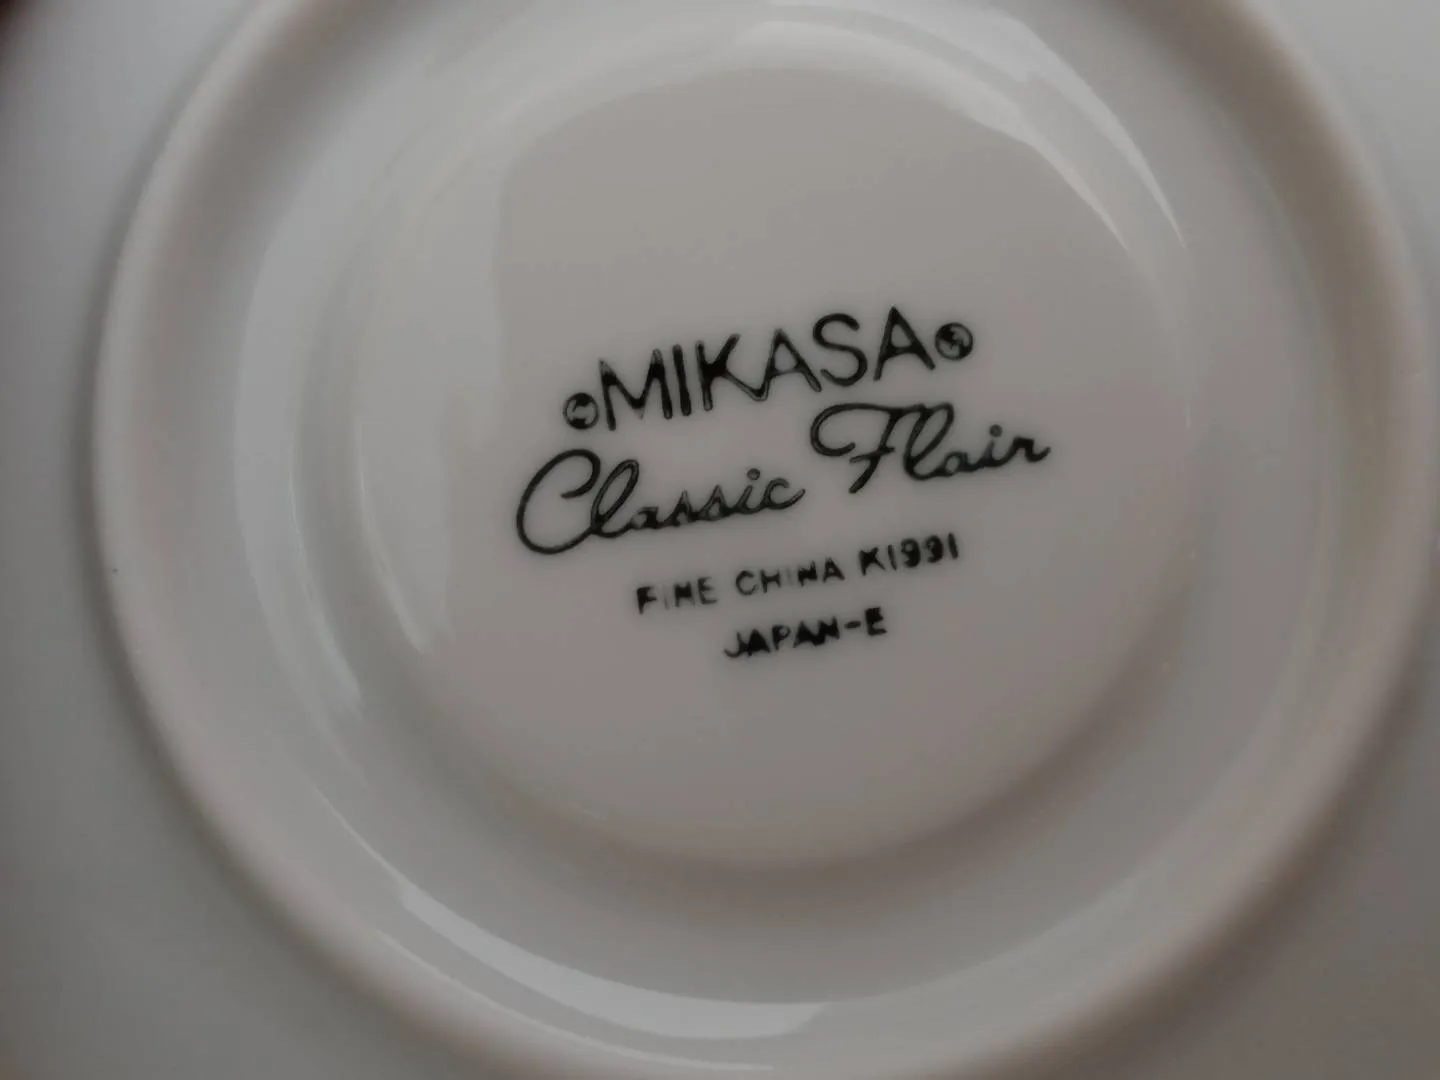 MIKASA
Classic Flair
FINE CHINA K1991
JAPAN-E